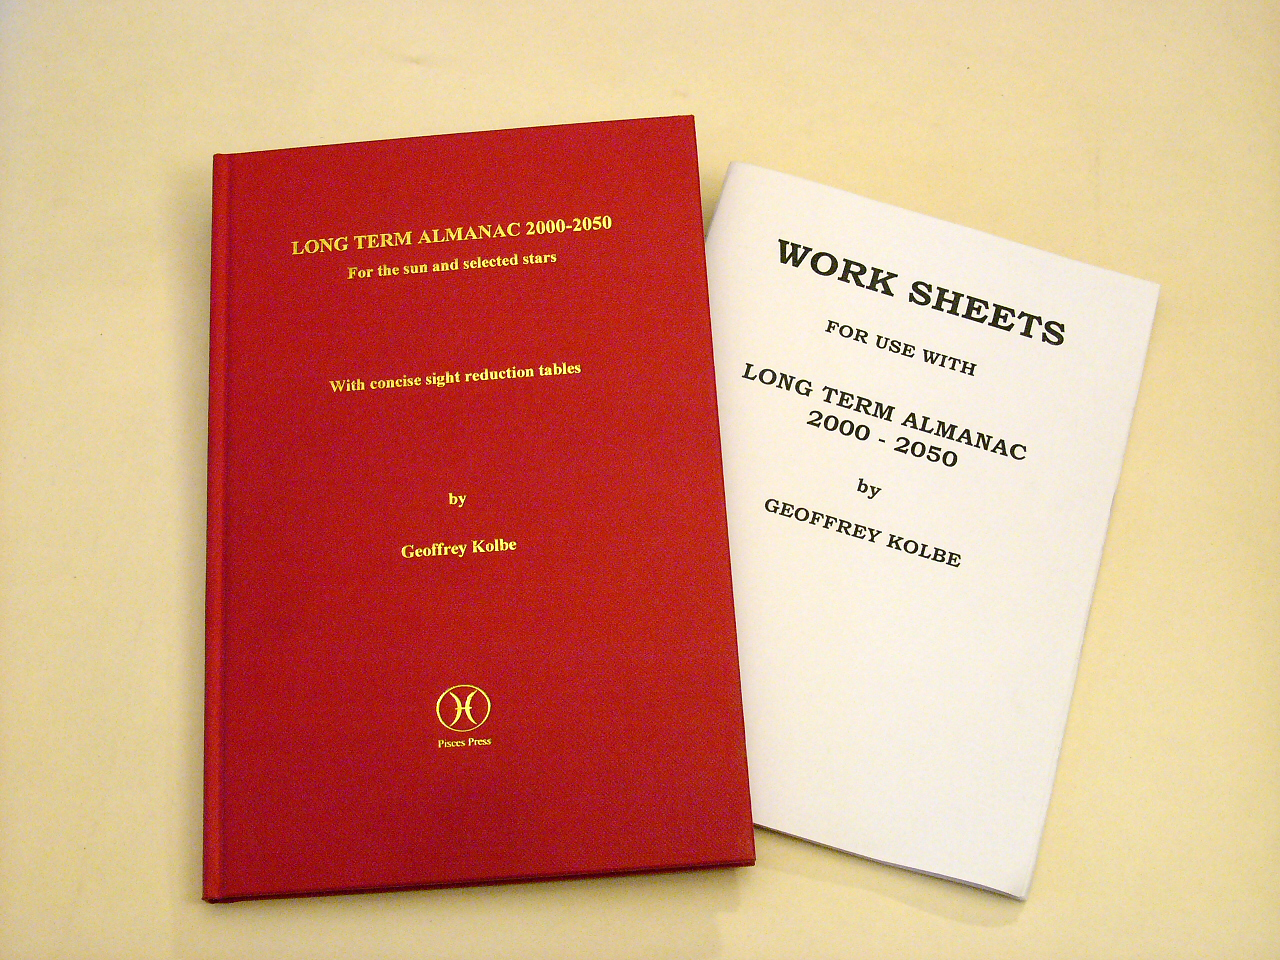 LONG TERM ALMANAC 2000-2050
For the sun and selected stars
With concise sight reduction tables
by
Geoffrey Kolbe
Pisces Press
WORK SHEETS
FOR USE WITH
LONG TERM ALMANAC
2000 - 2050
by
GEOFFREY KOLBE